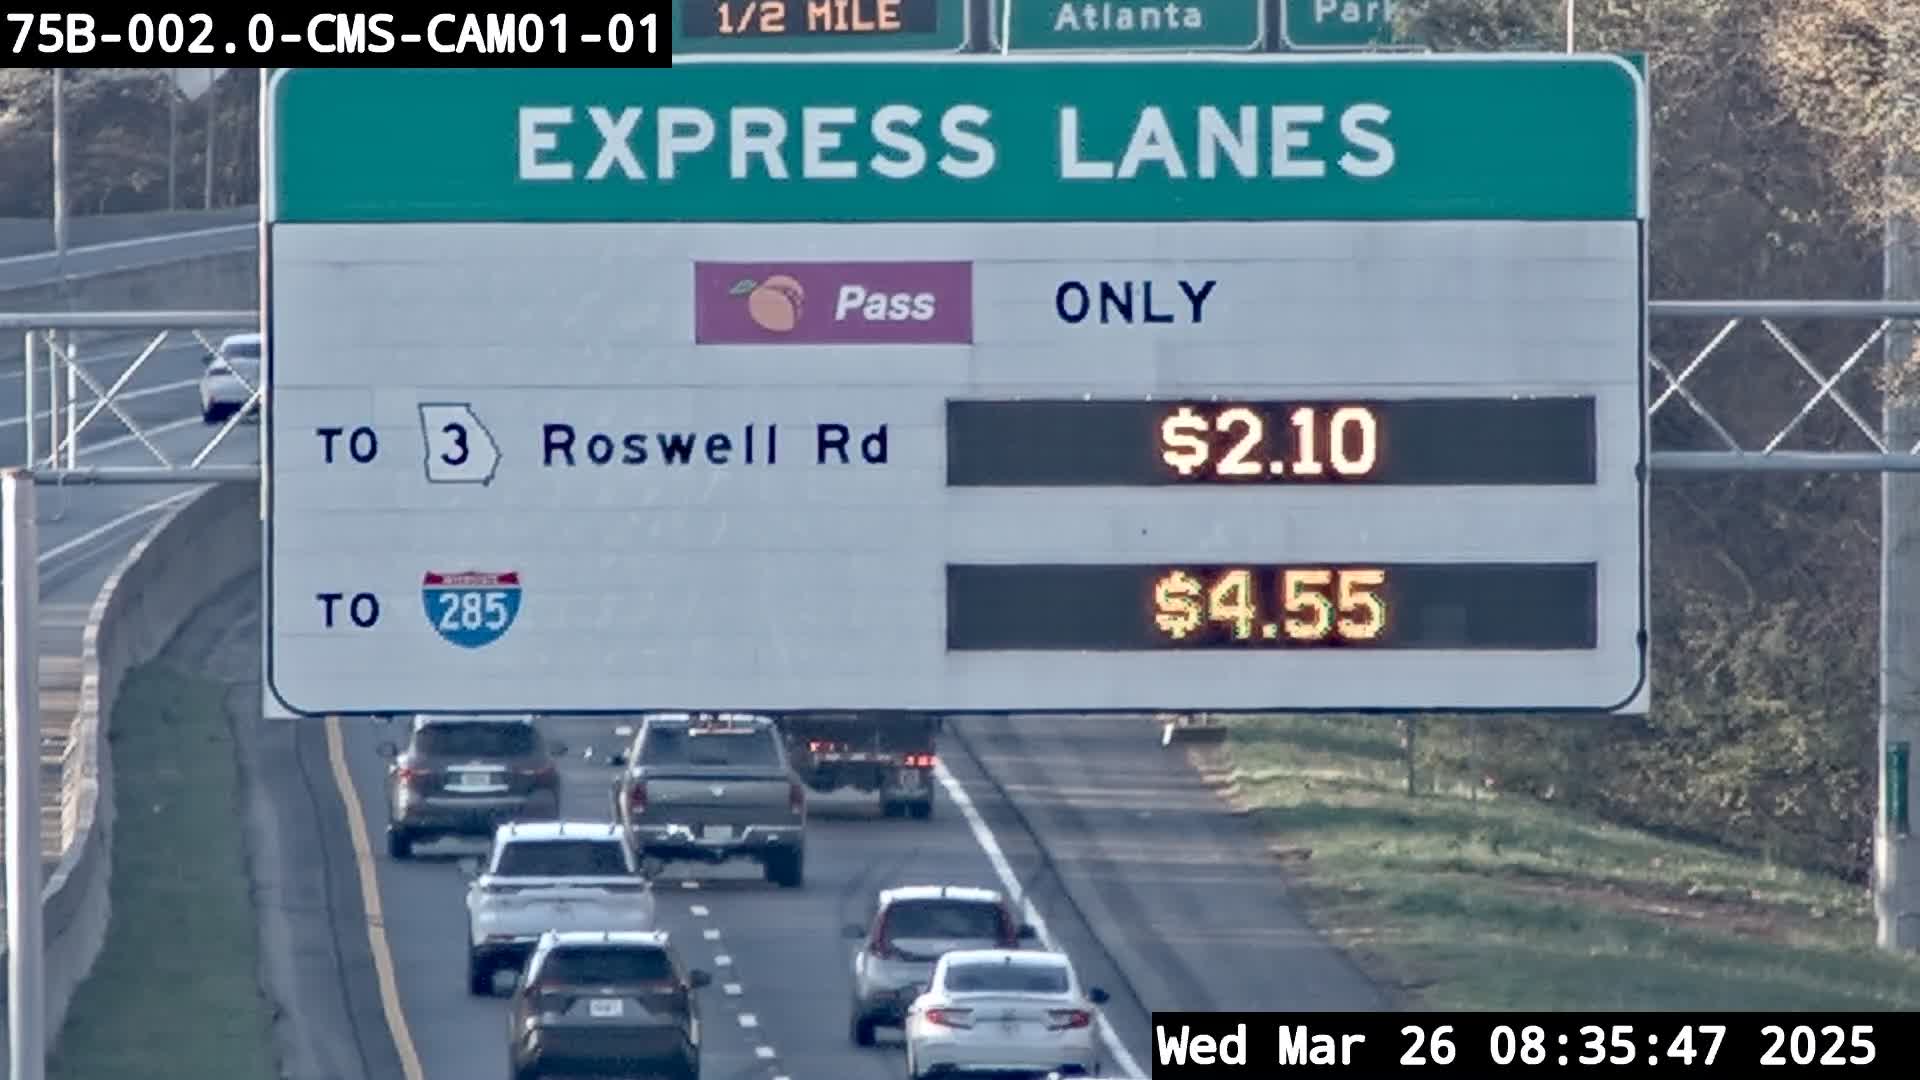 75B-002.0-CMS-CAM01-01
1/2 MILE
Atlanta
EXPRESS LANES
Pass ONLY
TO 3 Roswell Rd $2.10
TO 285 $4.55
Wed Mar 26 08:35:47 2025